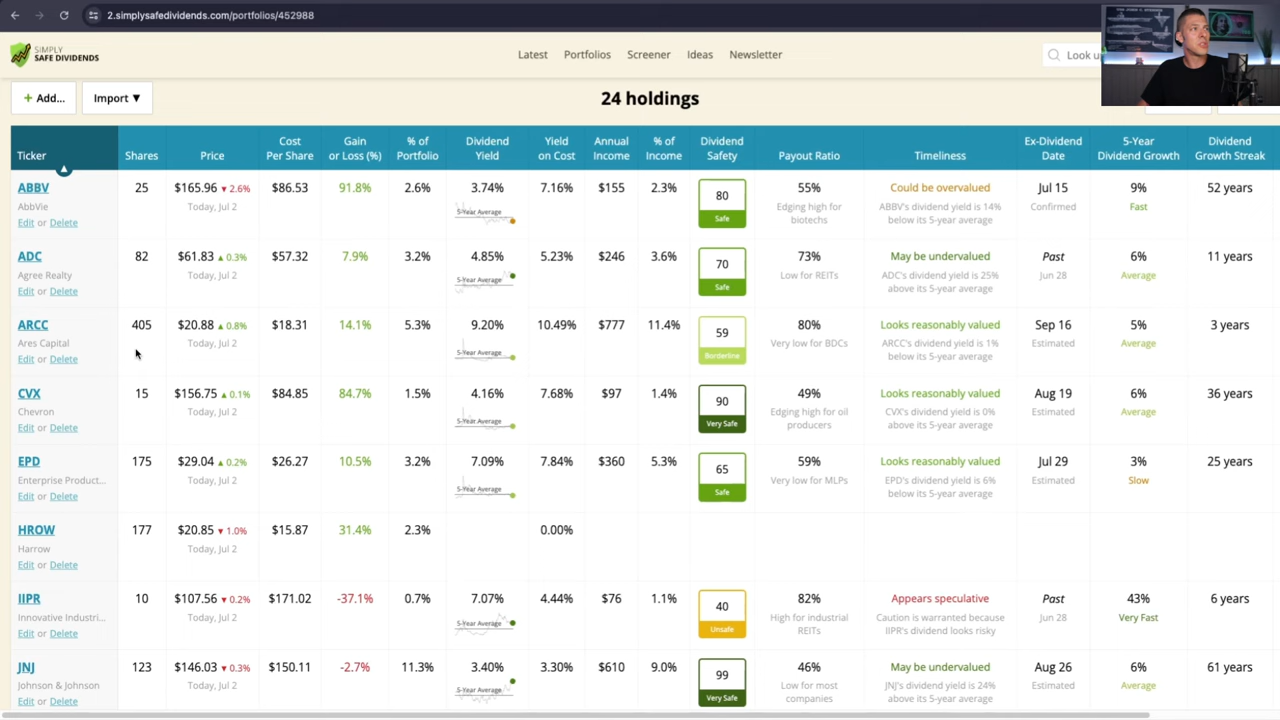 2.simplysafedividends.com/portfolios/452988
SIMPLY
SAFE DIVIDENDS
Latest Portfolios Screener Ideas Newsletter
Look u
+ Add... Import ▼
24 holdings
Ticker Shares Price Cost Per Share Gain or Loss (%) % of Portfolio Dividend Yield Yield on Cost Annual Income % of Income Dividend Safety Payout Ratio Timeliness Ex-Dividend Date 5-Year Dividend Growth Dividend Growth Streak
ABBV 25 $165.96 ▼ 2.6% $86.53 91.8% 2.6% 3.74% 7.16% $155 2.3% 80 55% Could be overvalued Jul 15 9% 52 years
AbbVie Today, Jul 2 5-Year Average Safe Edging high for biotechs ABBV's dividend yield is 14% below its 5-year average Confirmed Fast
Edit or Delete
ADC 82 $61.83 ▲ 0.3% $57.32 7.9% 3.2% 4.85% 5.23% $246 3.6% 70 73% May be undervalued Past 6% 11 years
Agree Realty Today, Jul 2 5-Year Average Safe Low for REITs ADC's dividend yield is 25% above its 5-year average Jun 28 Average
Edit or Delete
ARCC 405 $20.88 ▲ 0.8% $18.31 14.1% 5.3% 9.20% 10.49% $777 11.4% 59 80% Looks reasonably valued Sep 16 5% 3 years
Ares Capital Today, Jul 2 5-Year Average Borderline Very low for BDCs ARCC's dividend yield is 1% below its 5-year average Estimated Average
Edit or Delete
CVX 15 $156.75 ▲ 0.1% $84.85 84.7% 1.5% 4.16% 7.68% $97 1.4% 90 49% Looks reasonably valued Aug 19 6% 36 years
Chevron Today, Jul 2 5-Year Average Very Safe Edging high for oil producers CVX's dividend yield is 0% above its 5-year average Estimated Average
Edit or Delete
EPD 175 $29.04 ▲ 0.2% $26.27 10.5% 3.2% 7.09% 7.84% $360 5.3% 65 59% Looks reasonably valued Jul 29 3% 25 years
Enterprise Product... Today, Jul 2 5-Year Average Safe Very low for MLPs EPD's dividend yield is 6% below its 5-year average Estimated Slow
Edit or Delete
HROW 177 $20.85 ▼ 1.0% $15.87 31.4% 2.3% 0.00%
Harrow Today, Jul 2
Edit or Delete
IIPR 10 $107.56 ▼ 0.2% $171.02 -37.1% 0.7% 7.07% 4.44% $76 1.1% 40 82% Appears speculative Past 43% 6 years
Innovative Industri... Today, Jul 2 5-Year Average Unsafe High for industrial REITs Caution is warranted because IIPR's dividend looks risky Jun 28 Very Fast
Edit or Delete
JNJ 123 $146.03 ▼ 0.3% $150.11 -2.7% 11.3% 3.40% 3.30% $610 9.0% 99 46% May be undervalued Aug 26 6% 61 years
Johnson & Johnson Today, Jul 2 5-Year Average Very Safe Low for most companies JNJ's dividend yield is 24% above its 5-year average Estimated Average
Edit or Delete